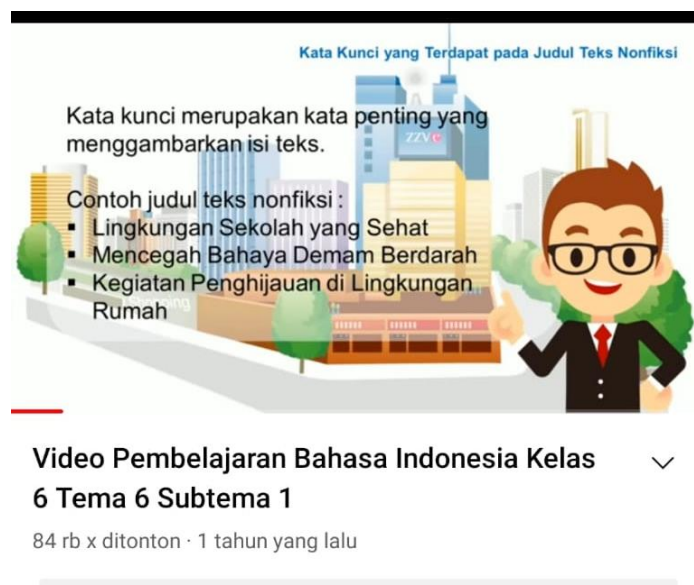 Kata Kunci yang Terdapat pada Judul Teks Nonfiksi
Kata kunci merupakan kata penting yang
menggambarkan isi teks.
ZZVe
Contoh judul teks nonfiksi :
▪ Lingkungan Sekolah yang Sehat
▪ Mencegah Bahaya Demam Berdarah
▪ Kegiatan Penghijauan di Lingkungan
Rumah
Shopping
Video Pembelajaran Bahasa Indonesia Kelas
6 Tema 6 Subtema 1
84 rb x ditonton · 1 tahun yang lalu